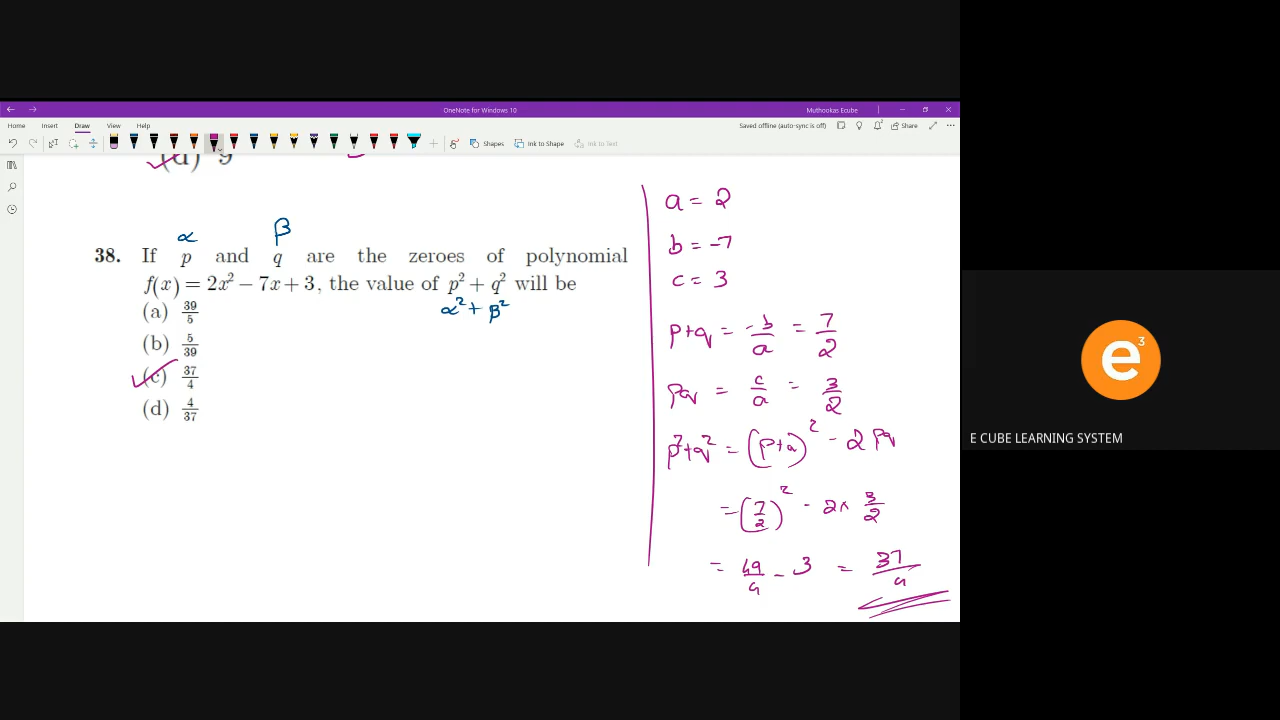 OneNote for Windows 10
Muthookas Ecube
Home Insert Draw View Help
Saved offline (auto-sync is off) Share
Shapes Ink to Shape Ink to Text
(d) 9
α β
38. If p and q are the zeroes of polynomial
f(x) = 2x² − 7x + 3, the value of p² + q² will be
α² + β²
(a) 39/5
(b) 5/39
(c) 37/4
(d) 4/37
a = 2
b = -7
c = 3
p+q = -b/a = 7/2
pq = c/a = 3/2
p²+q² = (p+q)² - 2pq
= (7/2)² - 2× 3/2
= 49/4 - 3 = 37/4
e³
E CUBE LEARNING SYSTEM